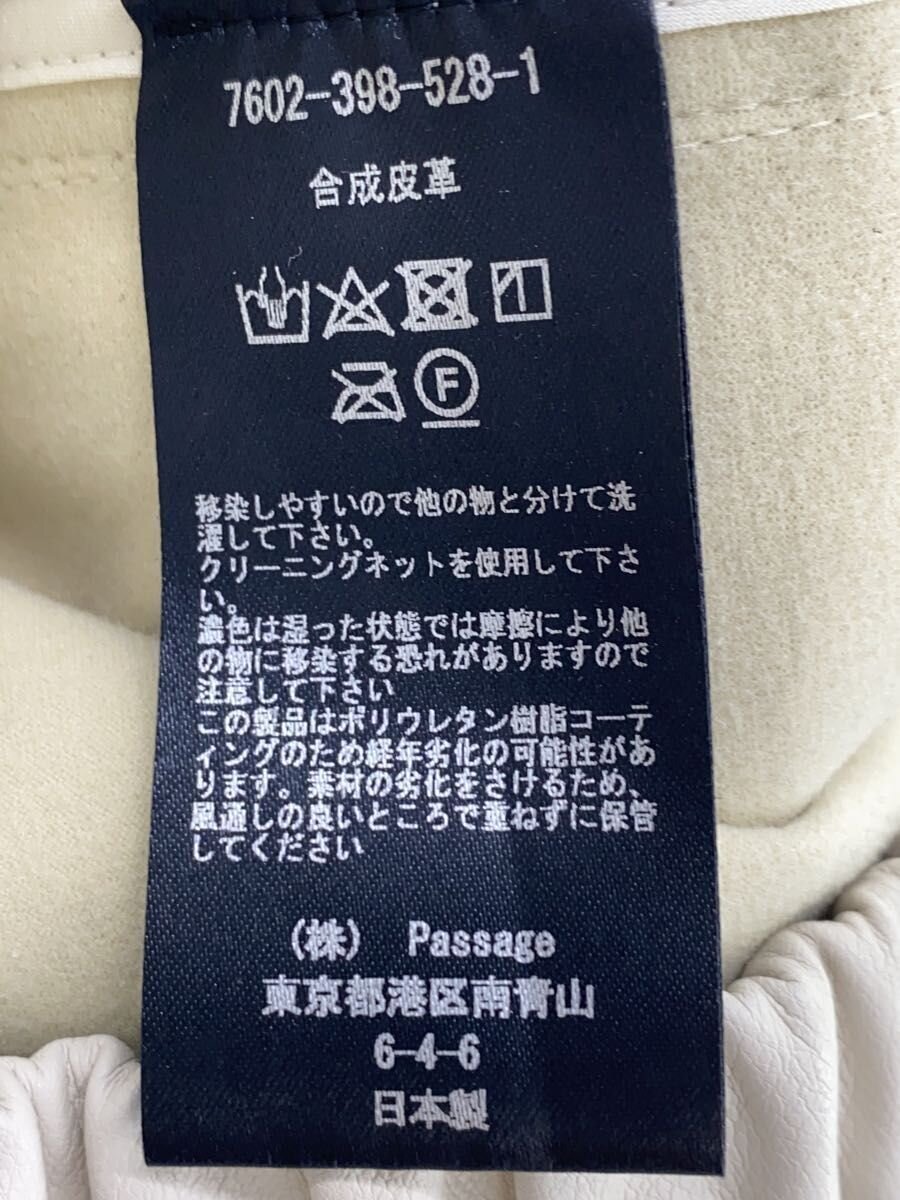 7602-398-528-1
合成皮革
F
移染しやすいので他の物と分けて洗
濯して下さい。
クリーニングネットを使用して下さ
い。
濃色は湿った状態では摩擦により他
の物に移染する恐れがありますので
注意して下さい
この製品はポリウレタン樹脂コーテ
ィングのため経年劣化の可能性があ
ります。素材の劣化をさけるため、
風通しの良いところで重ねずに保管
してください
(株) Passage
東京都港区南青山
6-4-6
日本製